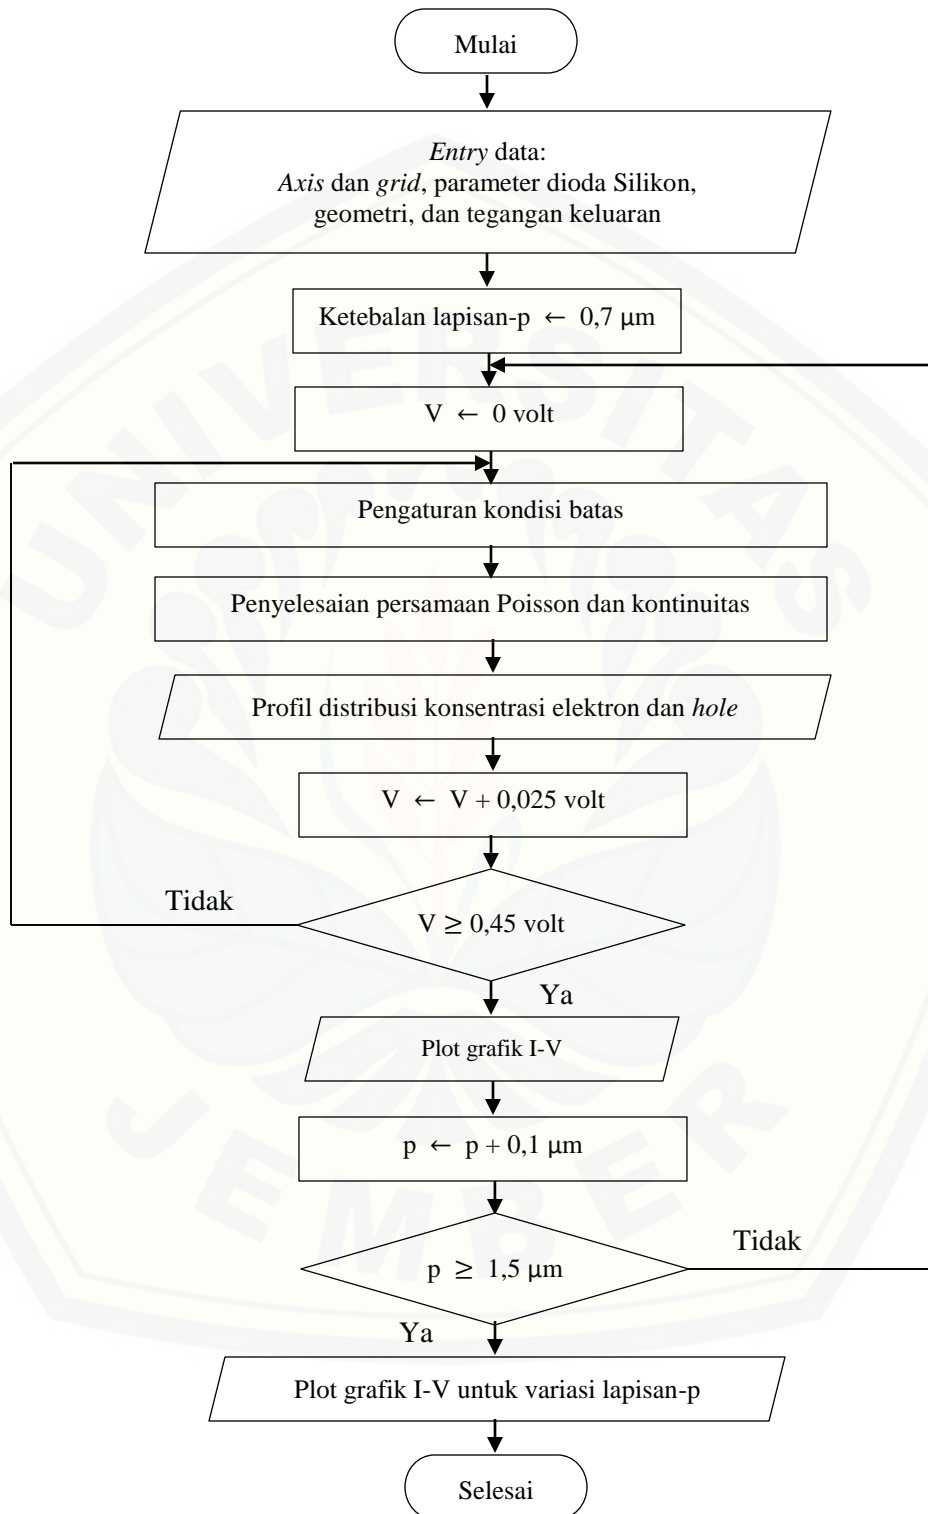 Mulai
Entry data:
Axis dan grid, parameter dioda Silikon,
geometri, dan tegangan keluaran
Ketebalan lapisan-p ← 0,7 μm
V ← 0 volt
Pengaturan kondisi batas
Penyelesaian persamaan Poisson dan kontinuitas
Profil distribusi konsentrasi elektron dan hole
V ← V + 0,025 volt
Tidak
V ≥ 0,45 volt
Ya
Plot grafik I-V
p ← p + 0,1 μm
Tidak
p ≥ 1,5 μm
Ya
Plot grafik I-V untuk variasi lapisan-p
Selesai
UNIVERSITAS
JEMBER